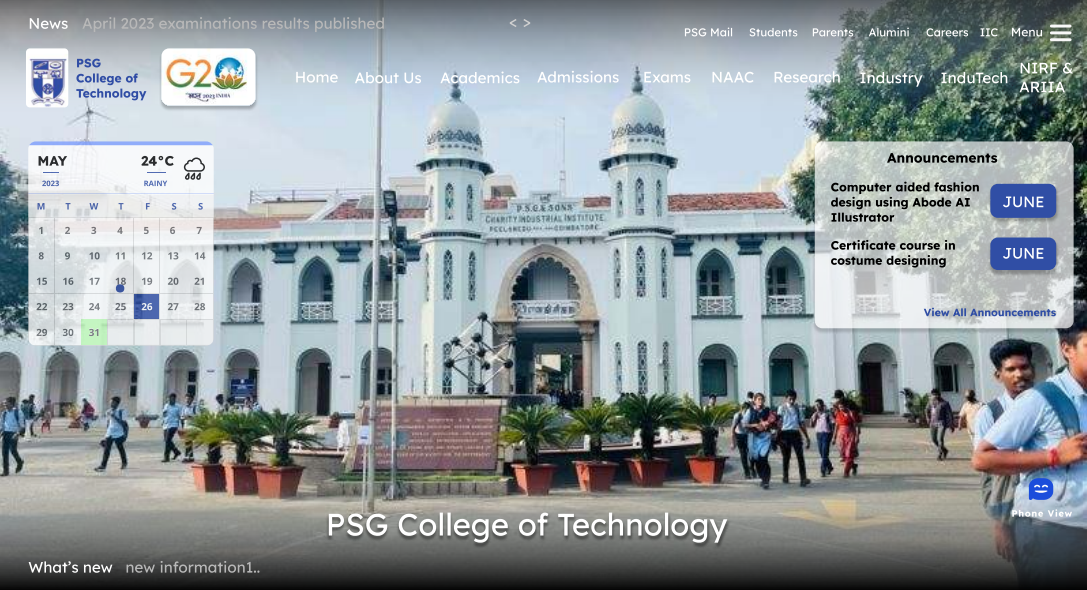 News April 2023 examinations results published < >
PSG Mail Students Parents Alumini Careers IIC Menu
PSG
College of
Technology
G20
2023 INDIA
Home About Us Academics Admissions Exams NAAC Research Industry InduTech NIRF &
ARIIA
MAY 24°C
2023 RAINY
M T W T F S S
1 2 3 4 5 6 7
8 9 10 11 12 13 14
15 16 17 18 19 20 21
22 23 24 25 26 27 28
29 30 31
Announcements
Computer aided fashion
design using Abode AI
Illustrator
JUNE
Certificate course in
costume designing
JUNE
View All Announcements
P.S.G & SONS
CHARITY INDUSTRIAL INSTITUTE.
PEELAMEDU COIMBATORE.
Phone View
PSG College of Technology
What's new new information1..